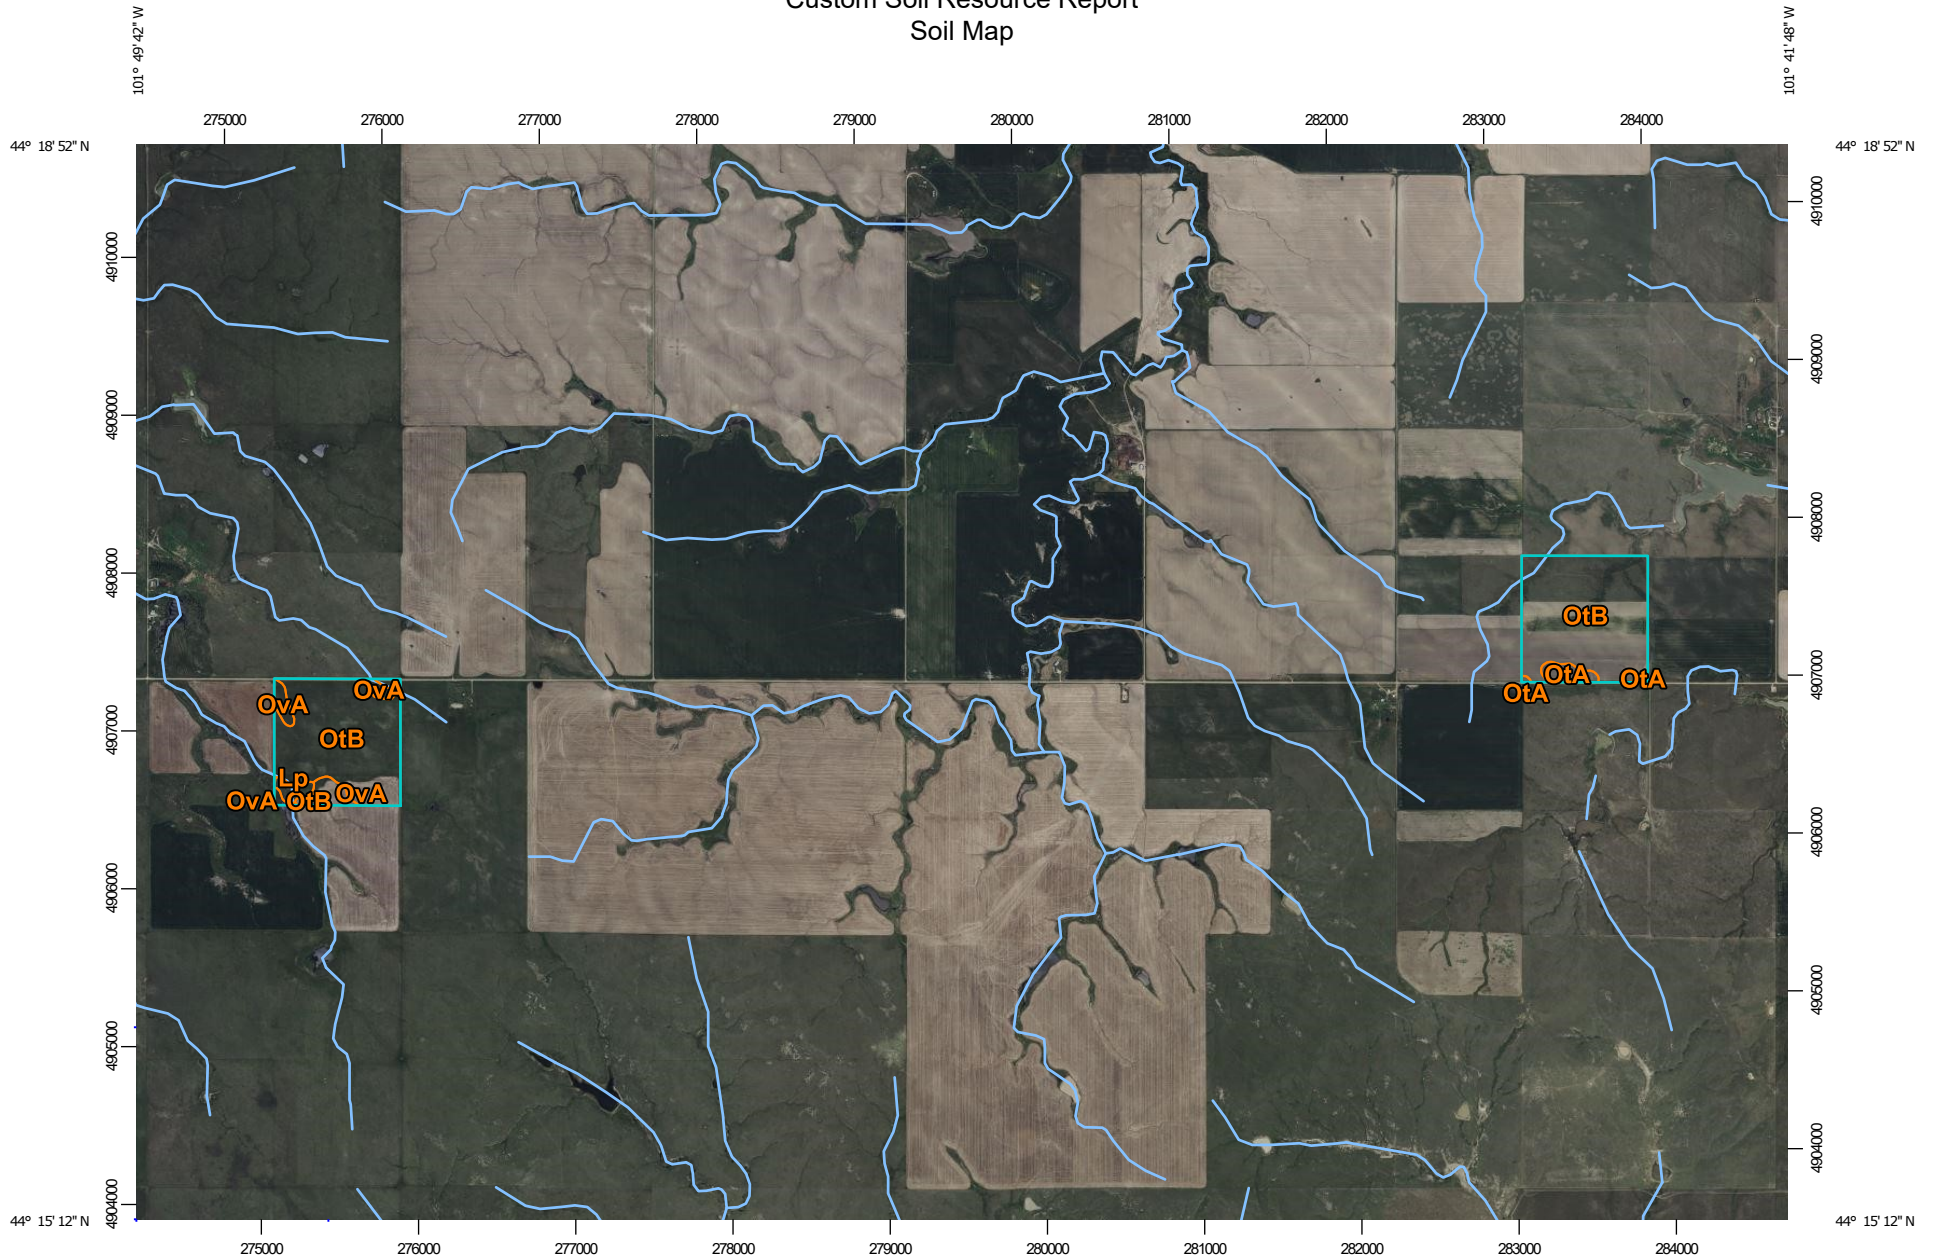 Custom Soil Resource Report
Soil Map
101° 49' 42" W
101° 41' 48" W
275000 276000 277000 278000 279000 280000 281000 282000 283000 284000
44° 18' 52" N
44° 18' 52" N
4910000
4909000
4908000
4907000
4906000
4905000
4904000
4910000
4909000
4908000
4907000
4906000
4905000
4904000
OtB
OtA
OtA
OtA
OvA
OvA
OtB
Lp
OvA
OtB
OvA
44° 15' 12" N
44° 15' 12" N
275000 276000 277000 278000 279000 280000 281000 282000 283000 284000